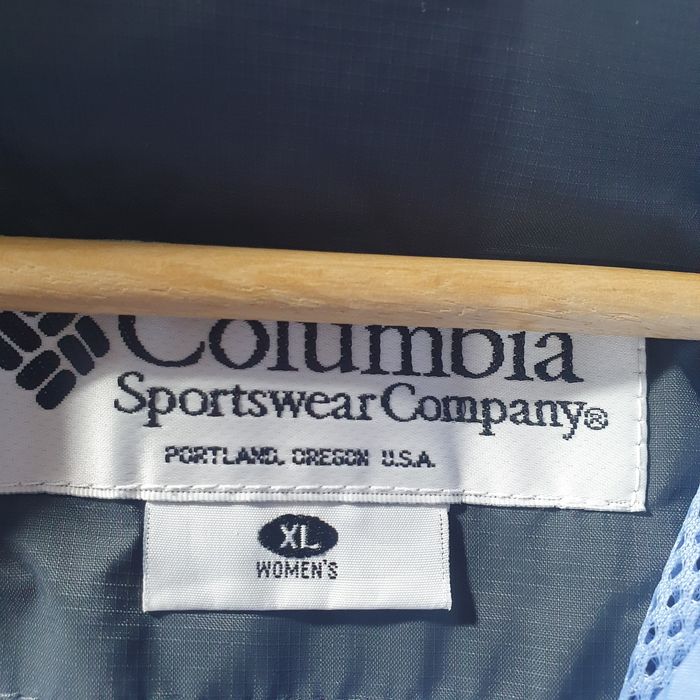 Columbia
Sportswear Company®
PORTLAND, OREGON U.S.A.
XL
WOMEN'S